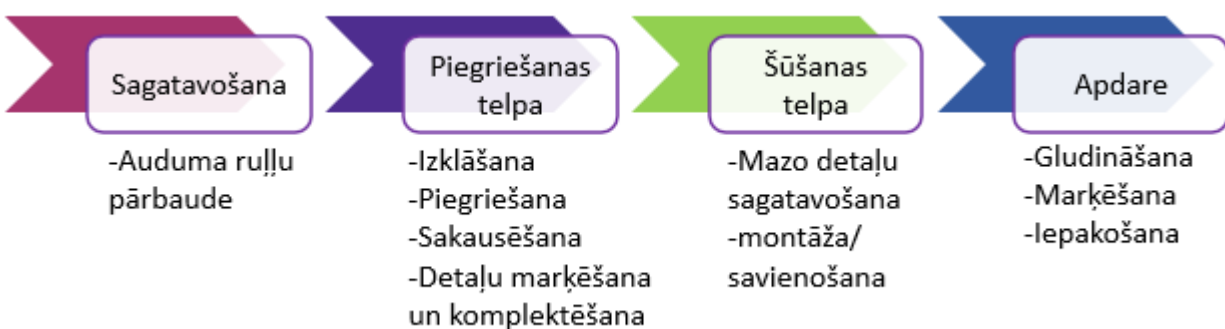 Sagatavošana
-Auduma ruļļu
pārbaude
Piegriešanas
telpa
-Izklāšana
-Piegriešana
-Sakausēšana
-Detaļu marķēšana
un komplektēšana
Šūšanas
telpa
-Mazo detaļu
sagatavošana
-montāža/
savienošana
Apdare
-Gludināšana
-Marķēšana
-Iepakošana